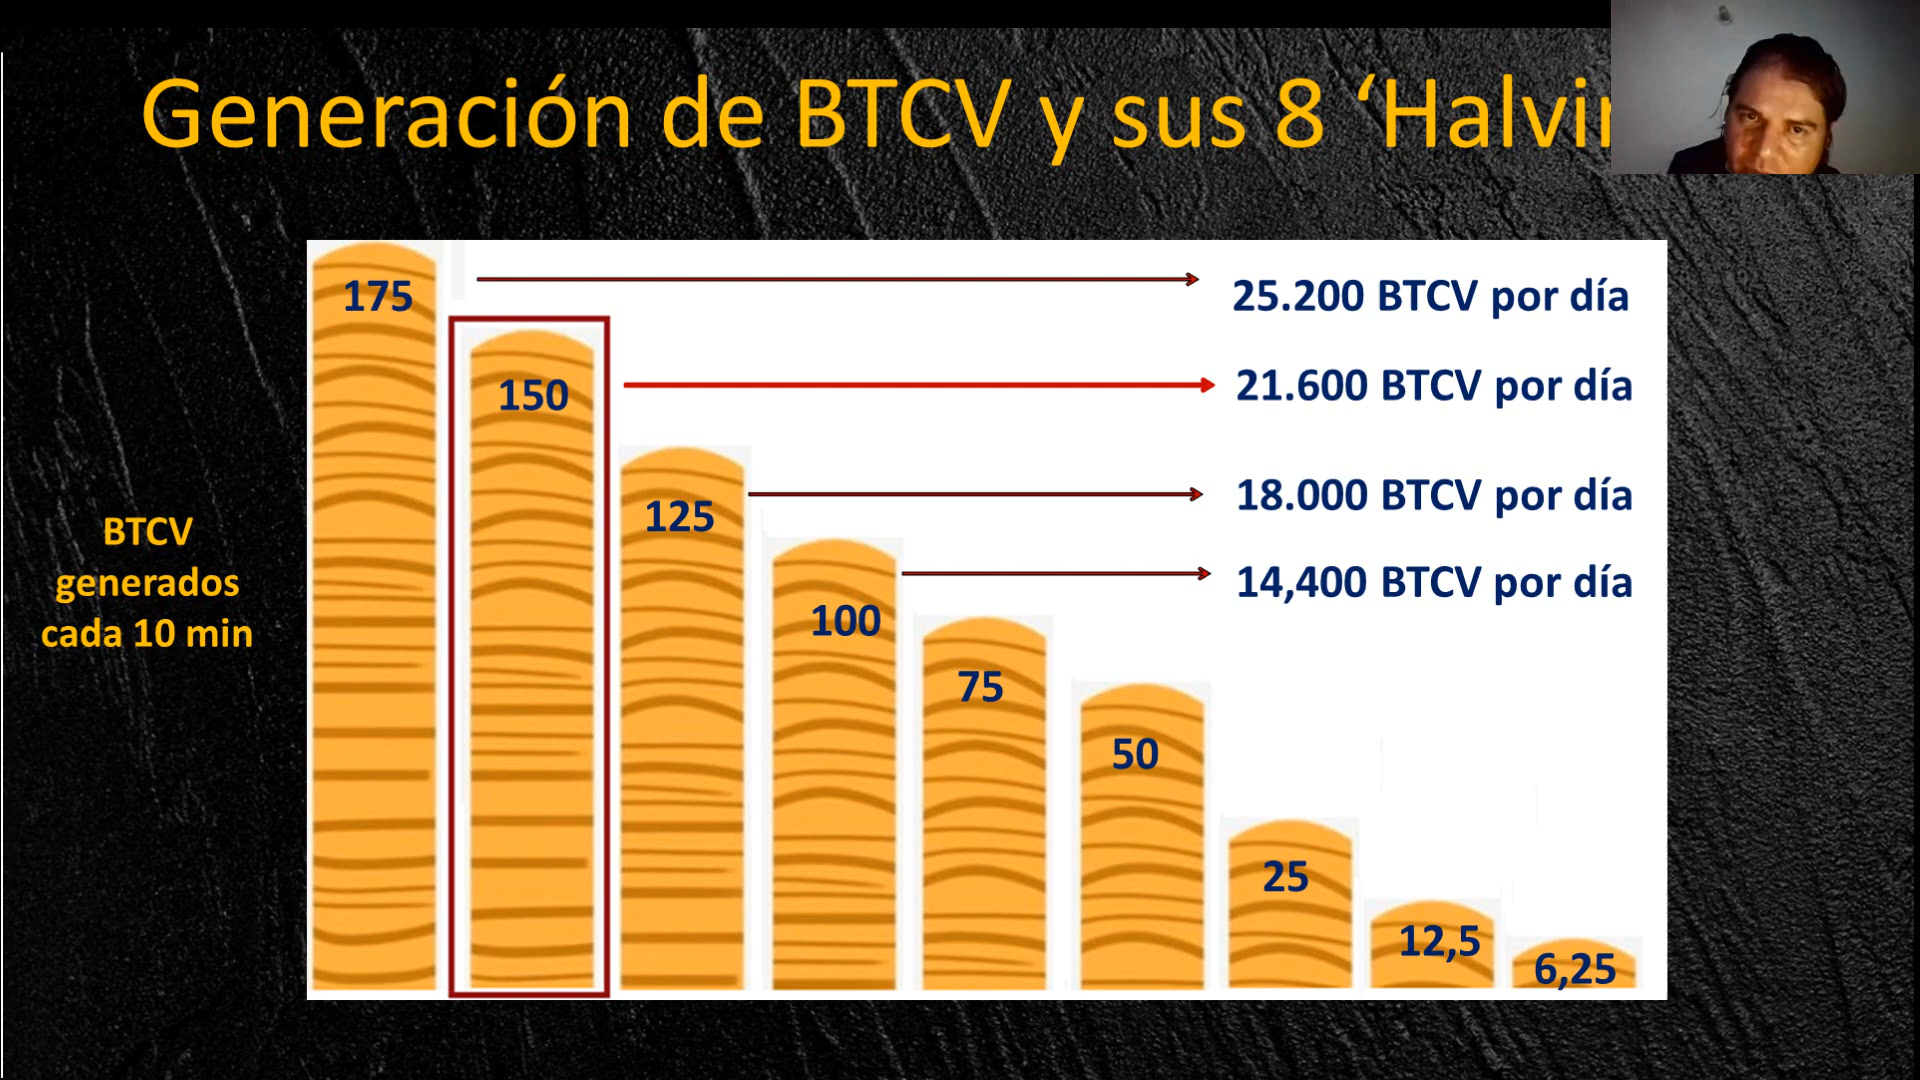 Generación de BTCV y sus 8
175
25.200 BTCV por día
150
21.600 BTCV por día
125
18.000 BTCV por día
100
14,400 BTCV por día
BTCV
generados
cada 10 min
75
50
25
12,5
6,25